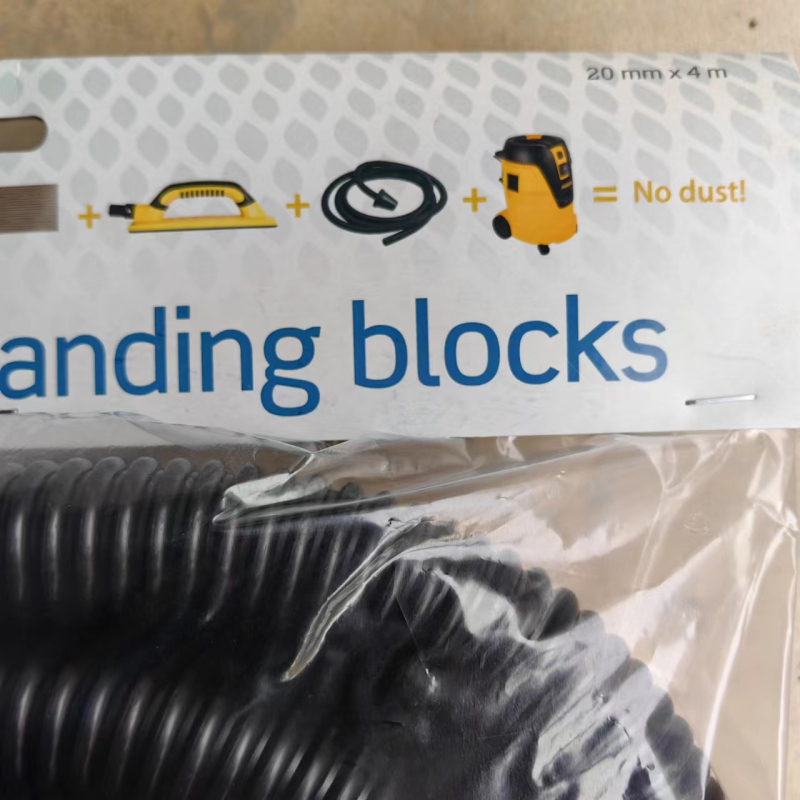 20 mm x 4 m
+ + + = No dust!
anding blocks